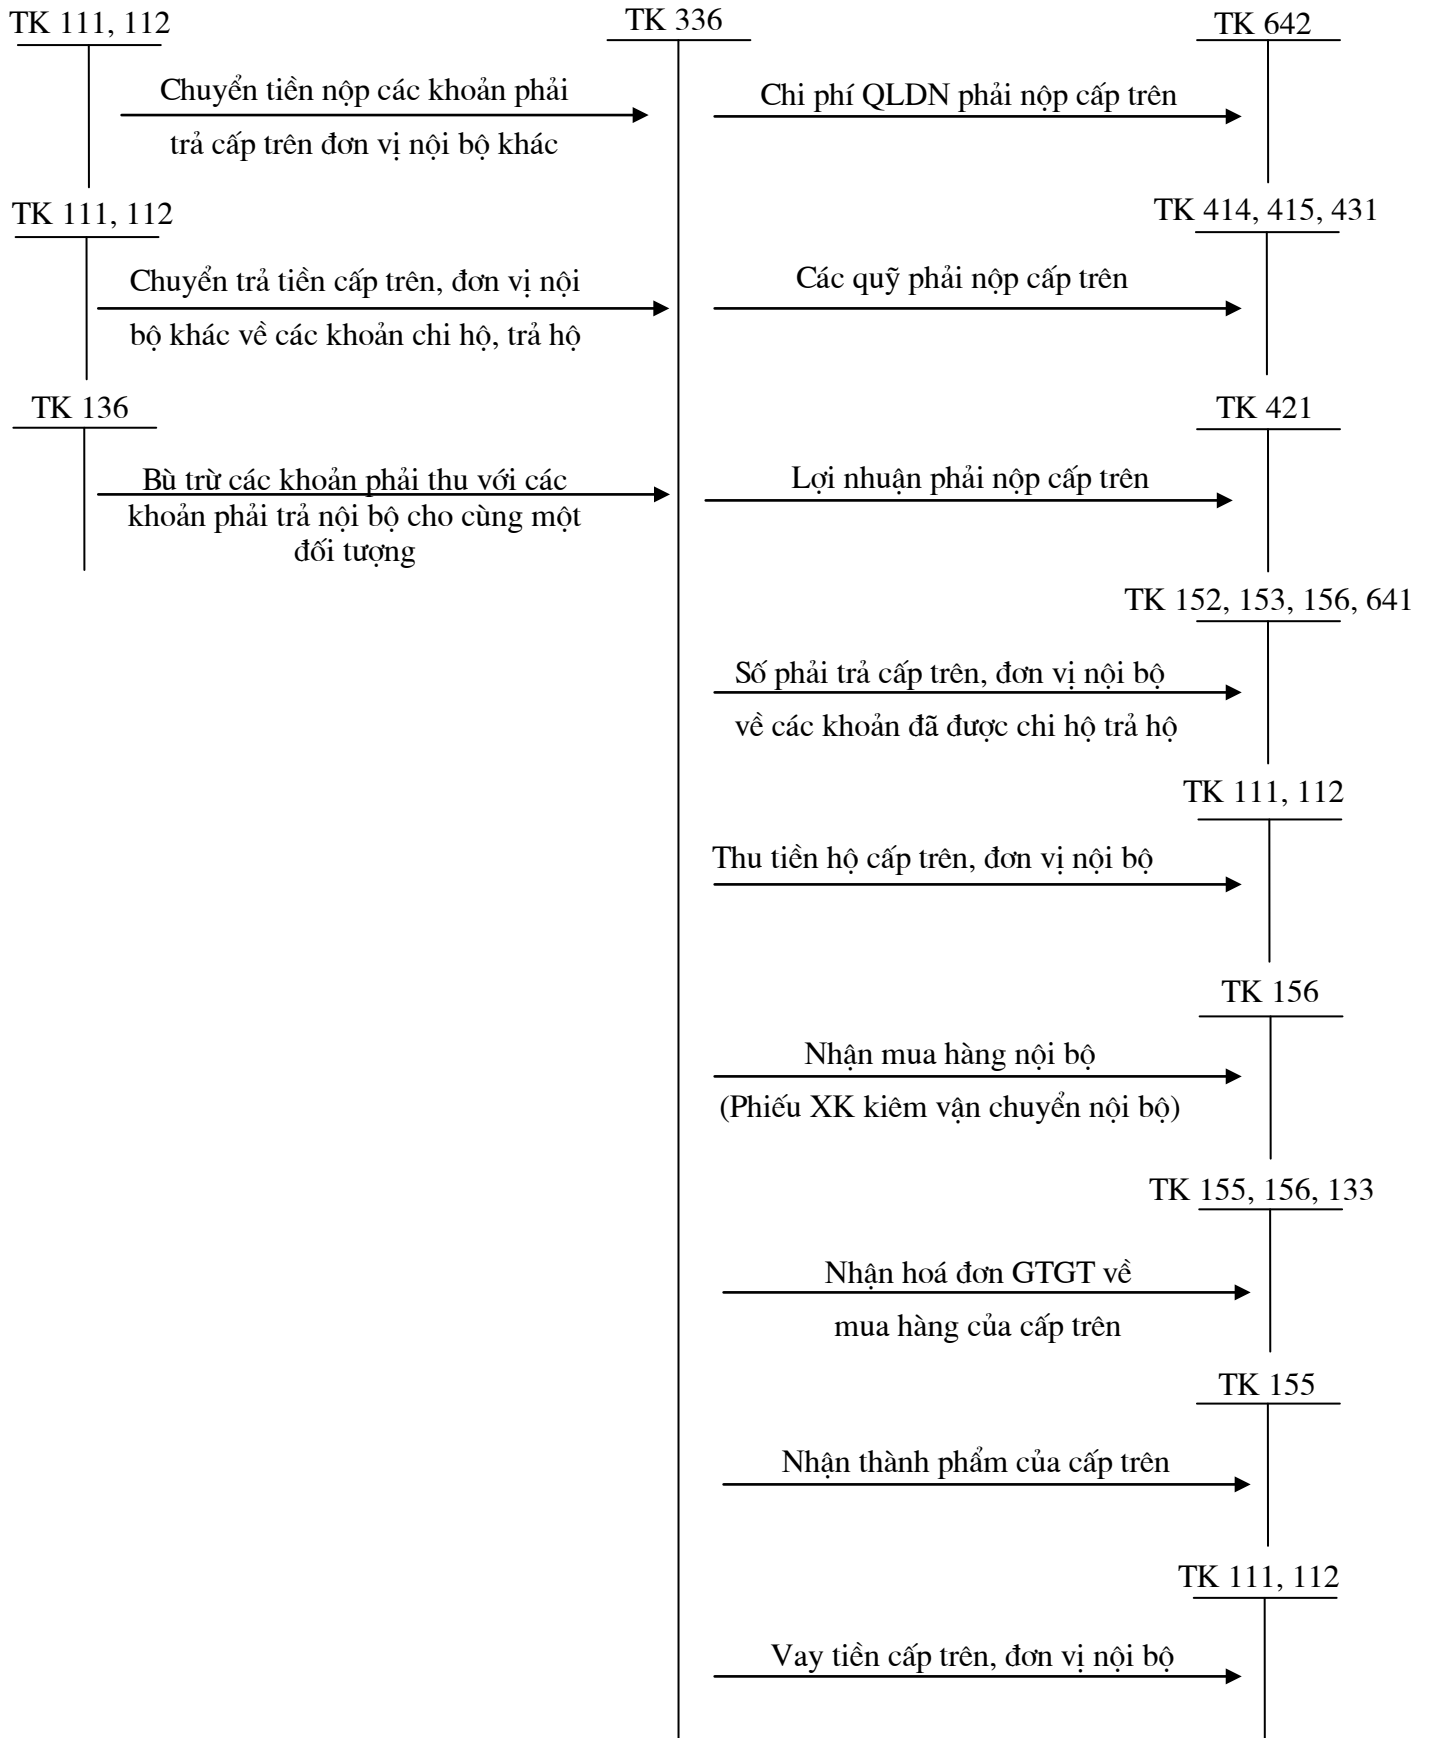 TK 111, 112
TK 336
TK 642
Chuyển tiền nộp các khoản phải
trả cấp trên đơn vị nội bộ khác
Chi phí QLDN phải nộp cấp trên
TK 111, 112
TK 414, 415, 431
Chuyển trả tiền cấp trên, đơn vị nội
bộ khác về các khoản chi hộ, trả hộ
Các quỹ phải nộp cấp trên
TK 136
TK 421
Bù trừ các khoản phải thu với các
khoản phải trả nội bộ cho cùng một
đối tượng
Lợi nhuận phải nộp cấp trên
TK 152, 153, 156, 641
Số phải trả cấp trên, đơn vị nội bộ
về các khoản đã được chi hộ trả hộ
TK 111, 112
Thu tiền hộ cấp trên, đơn vị nội bộ
TK 156
Nhận mua hàng nội bộ
(Phiếu XK kiêm vận chuyển nội bộ)
TK 155, 156, 133
Nhận hoá đơn GTGT về
mua hàng của cấp trên
TK 155
Nhận thành phẩm của cấp trên
TK 111, 112
Vay tiền cấp trên, đơn vị nội bộ